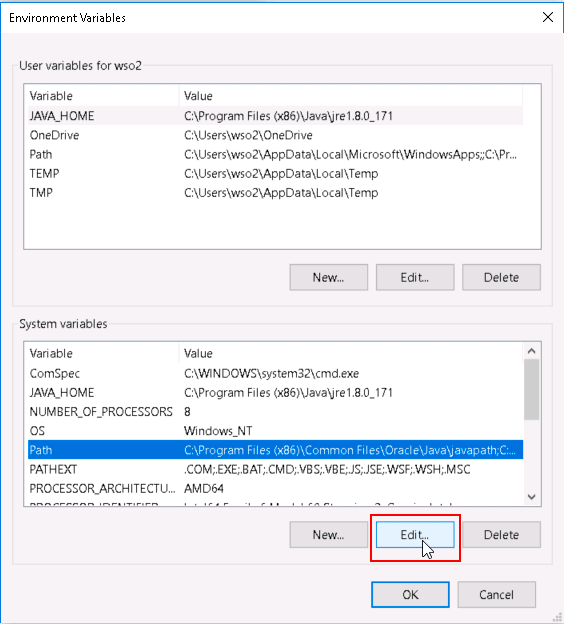 Environment Variables
User variables for wso2
Variable Value
JAVA_HOME C:\Program Files (x86)\Java\jre1.8.0_171
OneDrive C:\Users\wso2\OneDrive
Path C:\Users\wso2\AppData\Local\Microsoft\WindowsApps;;C:\Pr...
TEMP C:\Users\wso2\AppData\Local\Temp
TMP C:\Users\wso2\AppData\Local\Temp
New... Edit... Delete
System variables
Variable Value
ComSpec C:\WINDOWS\system32\cmd.exe
JAVA_HOME C:\Program Files (x86)\Java\jre1.8.0_171
NUMBER_OF_PROCESSORS 8
OS Windows_NT
Path C:\Program Files (x86)\Common Files\Oracle\Java\javapath;C:...
PATHEXT .COM;.EXE;.BAT;.CMD;.VBS;.VBE;.JS;.JSE;.WSF;.WSH;.MSC
PROCESSOR_ARCHITECTU... AMD64
PROCESSOR_IDENTIFIER
New... Edit... Delete
OK Cancel